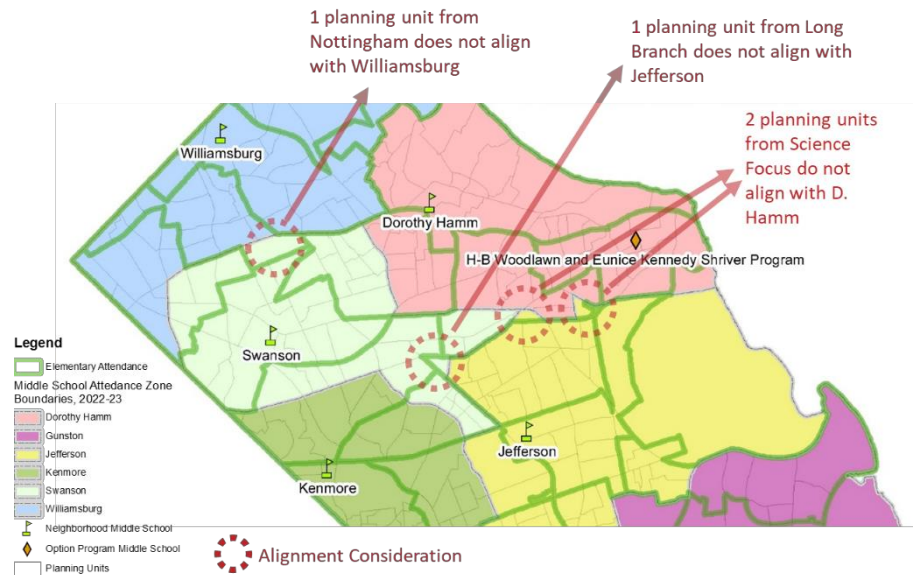 1 planning unit from
Nottingham does not align
with Williamsburg
1 planning unit from Long
Branch does not align with
Jefferson
2 planning units
from Science
Focus do not
align with D.
Hamm
Williamsburg
Dorothy Hamm
H-B Woodlawn and Eunice Kennedy Shriver Program
Swanson
Jefferson
Kenmore
Legend
Elementary Attendance
Middle School Attedance Zone
Boundaries, 2022-23
Dorothy Hamm
Gunston
Jefferson
Kenmore
Swanson
Williamsburg
Neighborhood Middle School
Option Program Middle School
Planning Units
Alignment Consideration